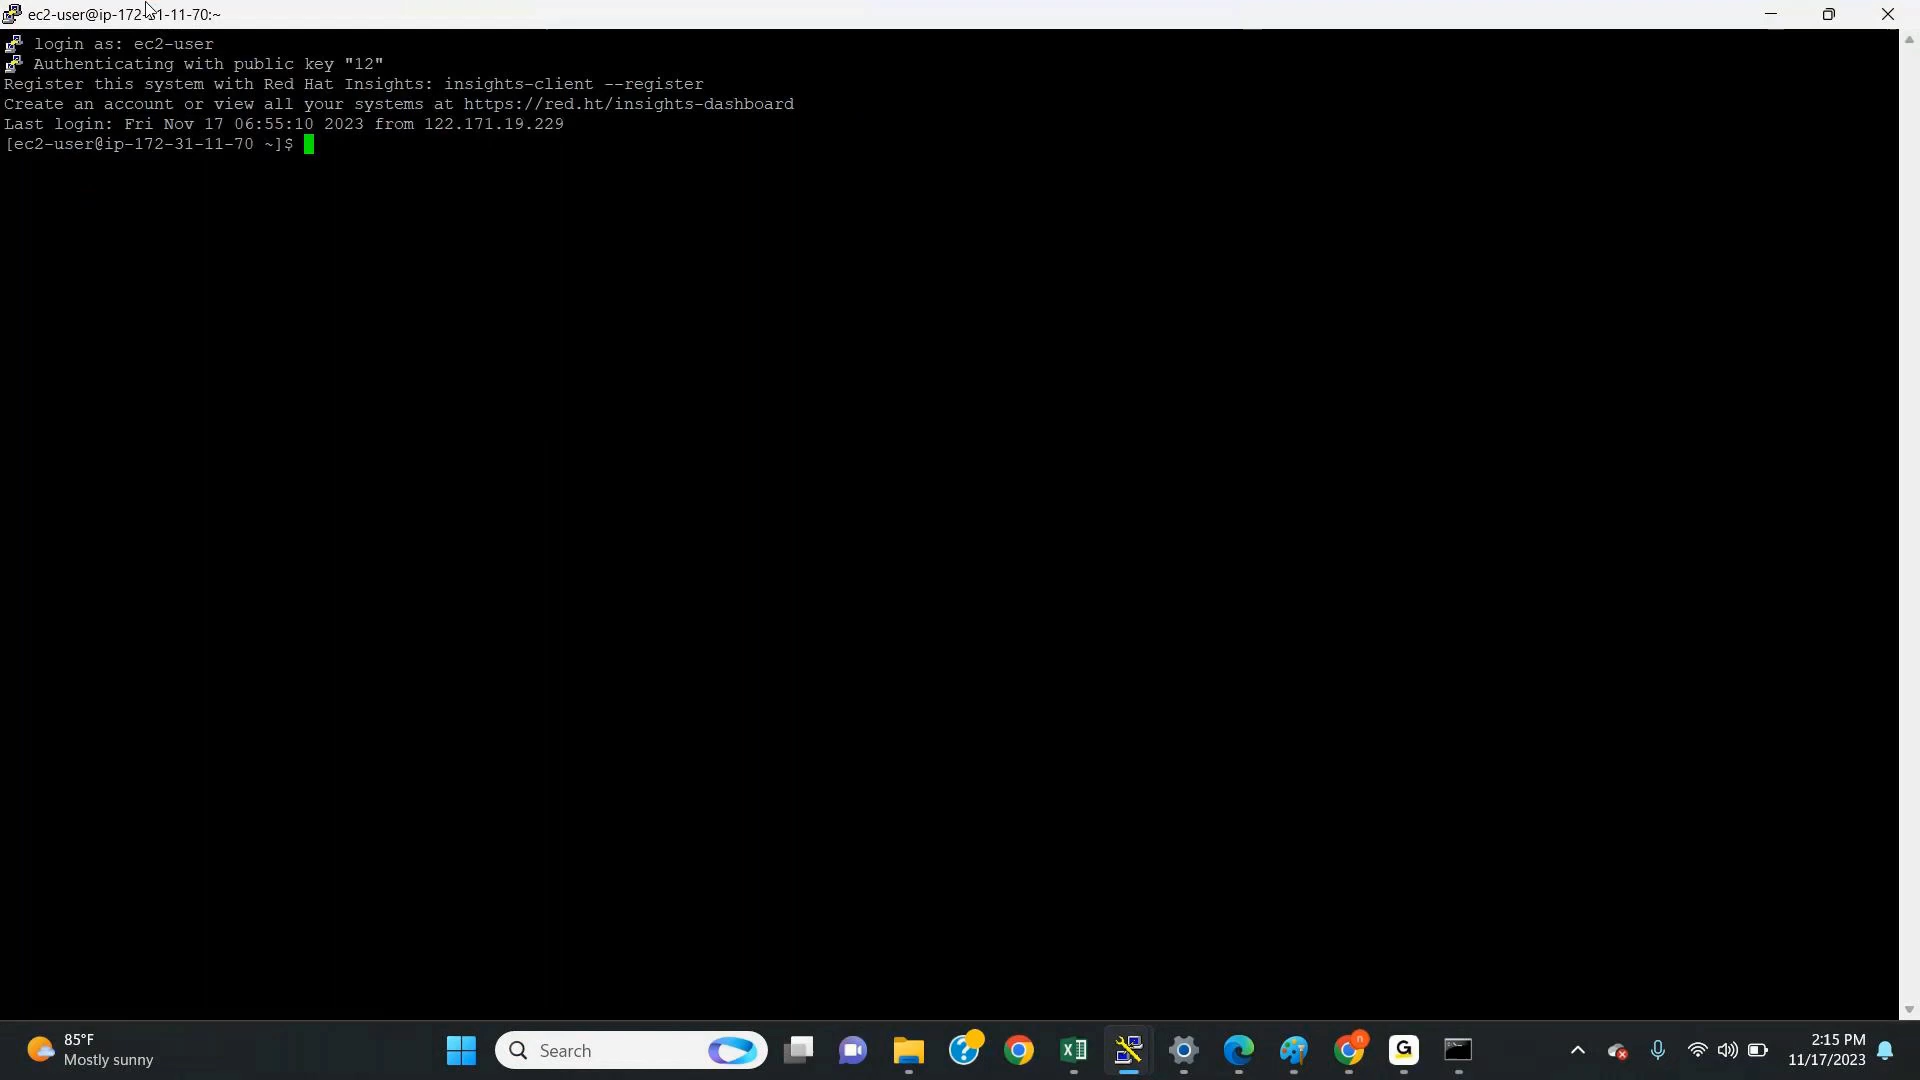 ec2-user@ip-172-31-11-70:~
login as: ec2-user
Authenticating with public key "12"
Register this system with Red Hat Insights: insights-client --register
Create an account or view all your systems at https://red.ht/insights-dashboard
Last login: Fri Nov 17 06:55:10 2023 from 122.171.19.229
[ec2-user@ip-172-31-11-70 ~]$
85°F
Mostly sunny
Search
n
G
2:15 PM
11/17/2023